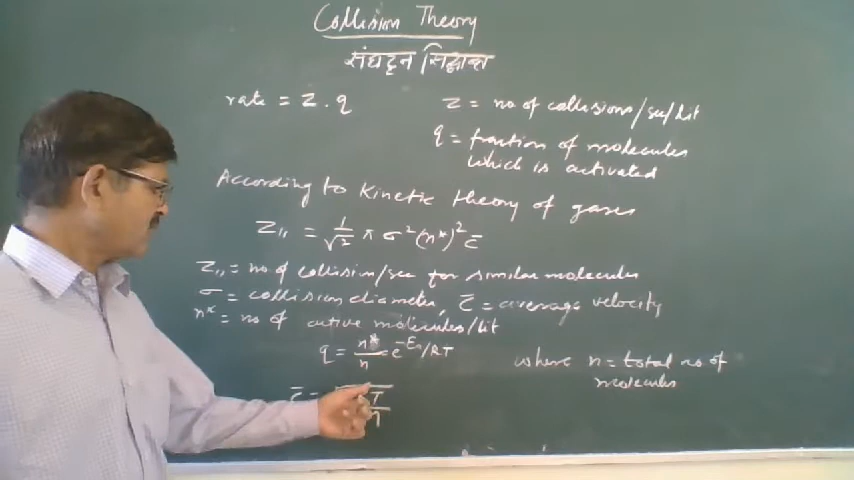 Collision Theory
संघट्टन सिद्धान्त
rate = Z . q
Z = no of collisions/sec/lit
q = fraction of molecules
which is activated
According to Kinetic theory of gases
Z₁₁ = 1/√2 π σ² (n*)² c̄
Z₁₁ = no of collision/sec for similar molecules
σ = collision diameter, c̄ = average velocity
n* = no of active molecules/lit
q = n*/n = e^-Ea/RT
where n = total no of
molecules
c̄ =